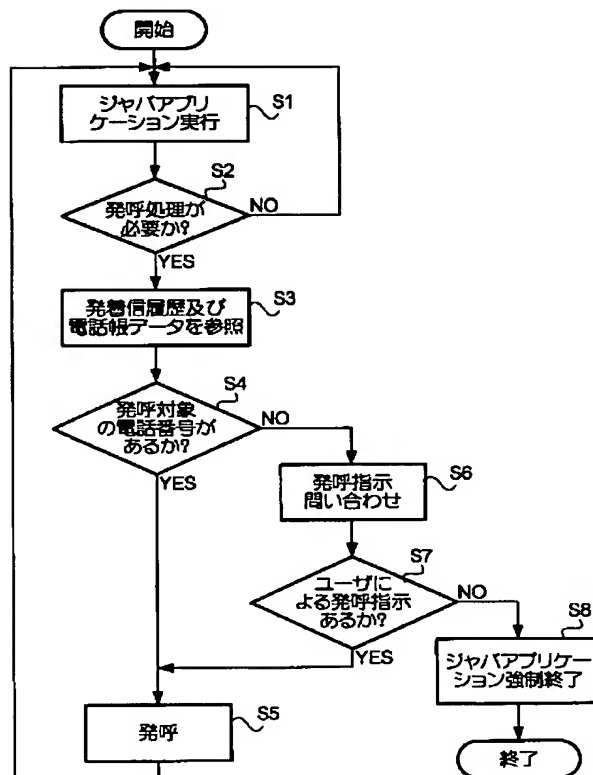 開始
ジャバアプリ
ケーション実行
S1
発呼処理が
必要か?
S2
NO
YES
発着信履歴及び
電話帳データを参照
S3
発呼対象
の電話番号が
あるか?
S4
NO
YES
発呼指示
問い合わせ
S6
ユーザに
よる発呼指示
あるか?
S7
NO
YES
ジャバアプリケー
ション強制終了
S8
発呼
S5
終了